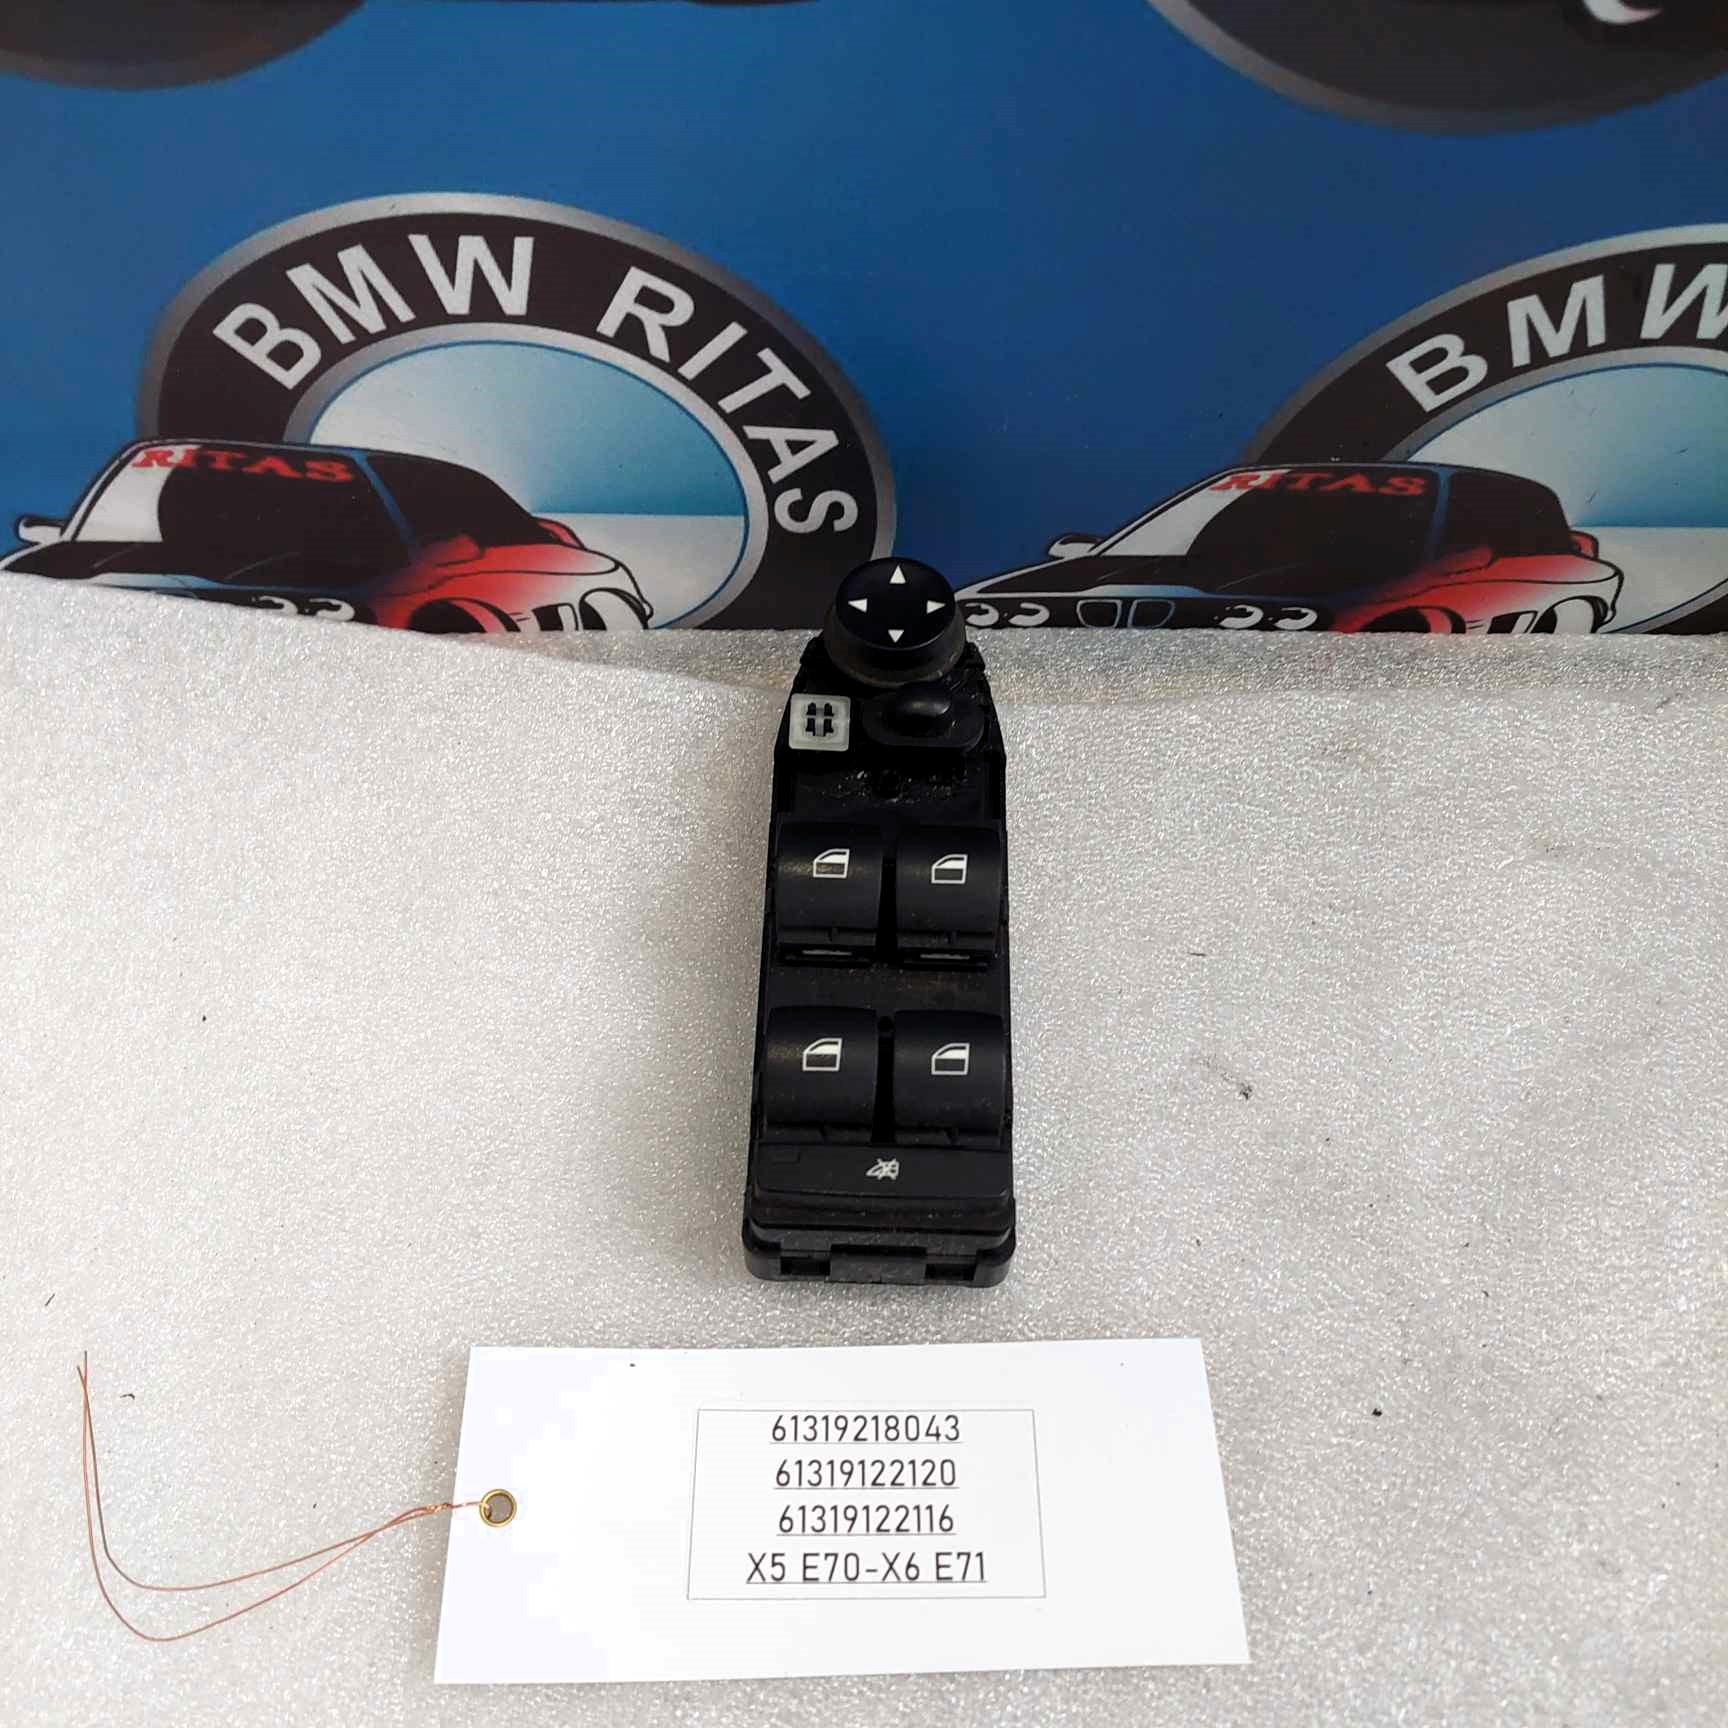 BMW RITAS
BMW
RITAS
RITAS
61319218043
61319122120
61319122116
X5 E70-X6 E71